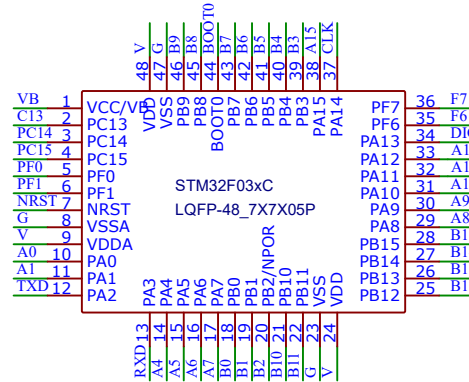 V G B9 B8 BOOT0 B7 B6 B5 B4 B3 A15 CLK
48 47 46 45 44 43 42 41 40 39 38 37
VDD VSS PB9 PB8 BOOT0 PB7 PB6 PB5 PB4 PB3 PA15 PA14
VB 1 VCC/VB PF7 36 F7
C13 2 PC13 PF6 35 F6
PC14 3 PC14 PA13 34
PC15 4 PC15 PA12 33
PF0 5 PF0 PA11 32
PF1 6 PF1 PA10 31
NRST 7 NRST PA9 30 A9
G 8 VSSA PA8 29 A8
V 9 VDDA PB15 28
A0 10 PA0 PB14 27
A1 11 PA1 PB13 26
TXD 12 PA2 PB12 25
STM32F03xC
LQFP-48_7X7X05P
PA3 PA4 PA5 PA6 PA7 PB0 PB1 PB2/NPOR PB10 PB11 VSS VDD
13 14 15 16 17 18 19 20 21 22 23 24
RXD A4 A5 A6 A7 B0 B1 B2 B10 B11 G V